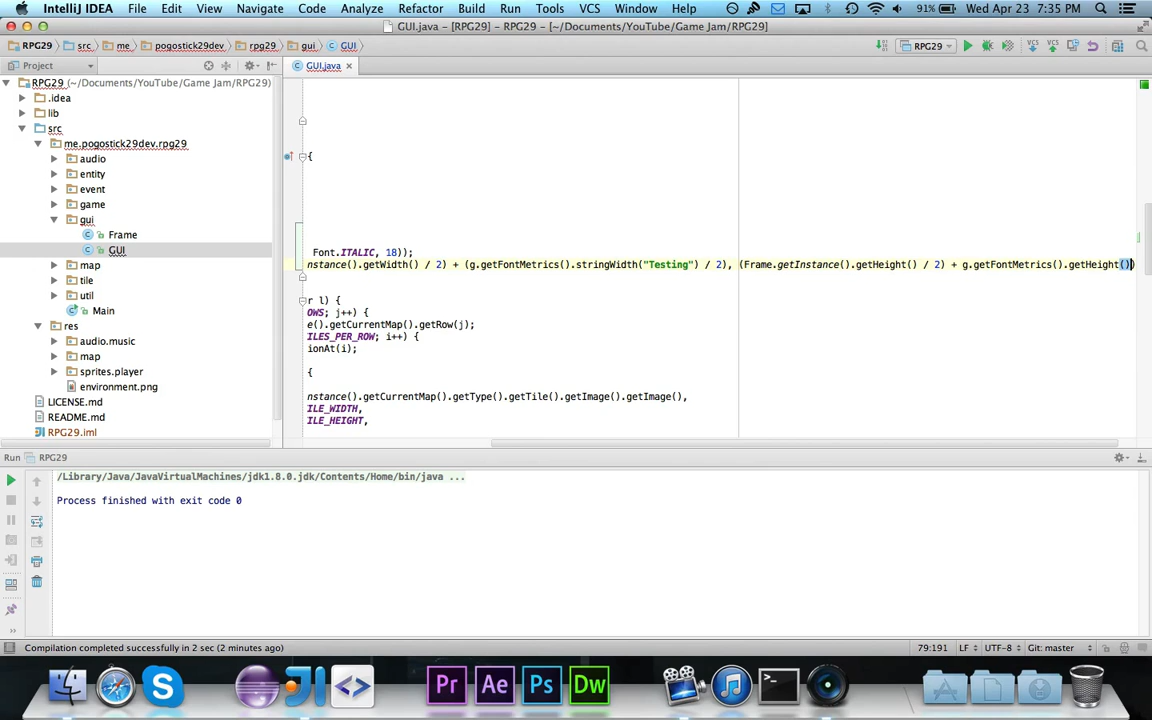 IntelliJ IDEA File Edit View Navigate Code Analyze Refactor Build Run Tools VCS Window Help 91% Wed Apr 23 7:35 PM
GUI.java - [RPG29] - RPG29 - [~/Documents/YouTube/Game Jam/RPG29]
RPG29 src me pogostick29dev rpg29 gui GUI RPG29
Project GUI.java
RPG29 (~/Documents/YouTube/Game Jam/RPG29)
.idea
lib
src
me.pogostick29dev.rpg29
audio
entity
event
game
gui
Frame
GUI
map
tile
util
Main
res
audio.music
map
sprites.player
environment.png
LICENSE.md
README.md
RPG29.iml
{
Font.ITALIC, 18));
nstance().getWidth() / 2) + (g.getFontMetrics().stringWidth("Testing") / 2), (Frame.getInstance().getHeight() / 2) + g.getFontMetrics().getHeight())
r l) {
OWS; j++) {
e().getCurrentMap().getRow(j);
ILES_PER_ROW; i++) {
ionAt(i);
{
nstance().getCurrentMap().getType().getTile().getImage().getImage(),
ILE_WIDTH,
ILE_HEIGHT,
Run RPG29
/Library/Java/JavaVirtualMachines/jdk1.8.0.jdk/Contents/Home/bin/java ...
Process finished with exit code 0
Compilation completed successfully in 2 sec (2 minutes ago) 79:191 LF UTF-8 Git: master
Pr Ae Ps Dw